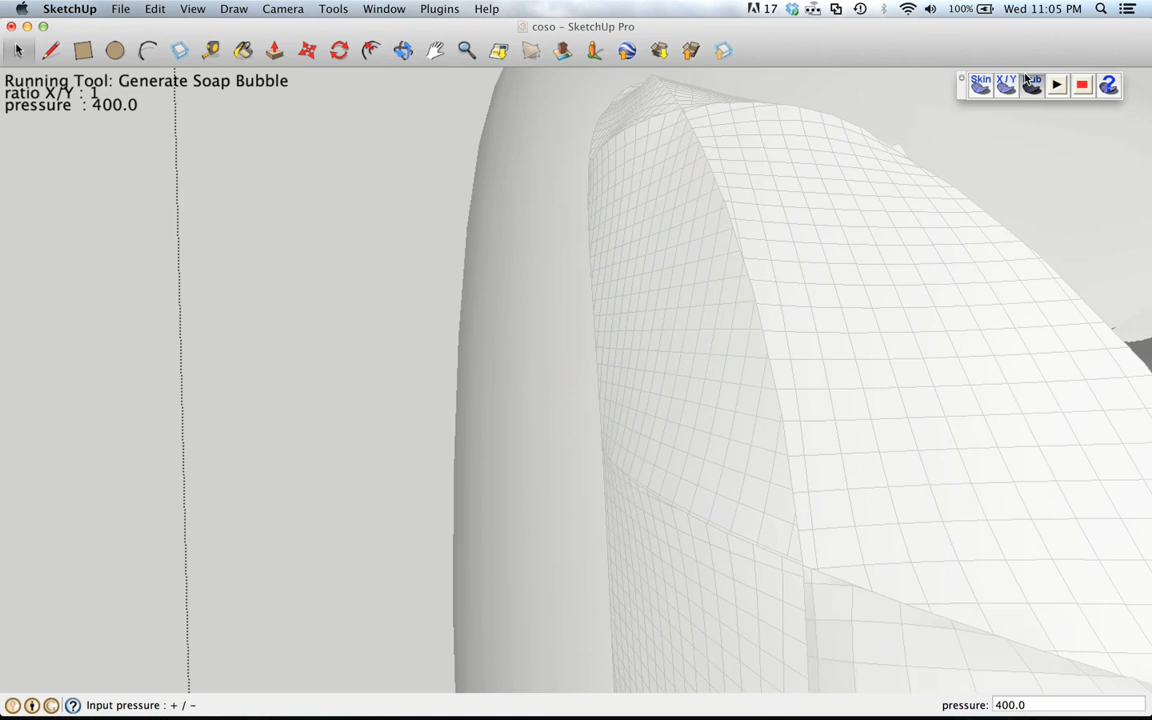 SketchUp File Edit View Draw Camera Tools Window Plugins Help 17 100% Wed 11:05 PM
coso – SketchUp Pro
Running Tool: Generate Soap Bubble
ratio X/Y : 1
pressure : 400.0
Skin X/Y
Input pressure : + / – pressure: 400.0